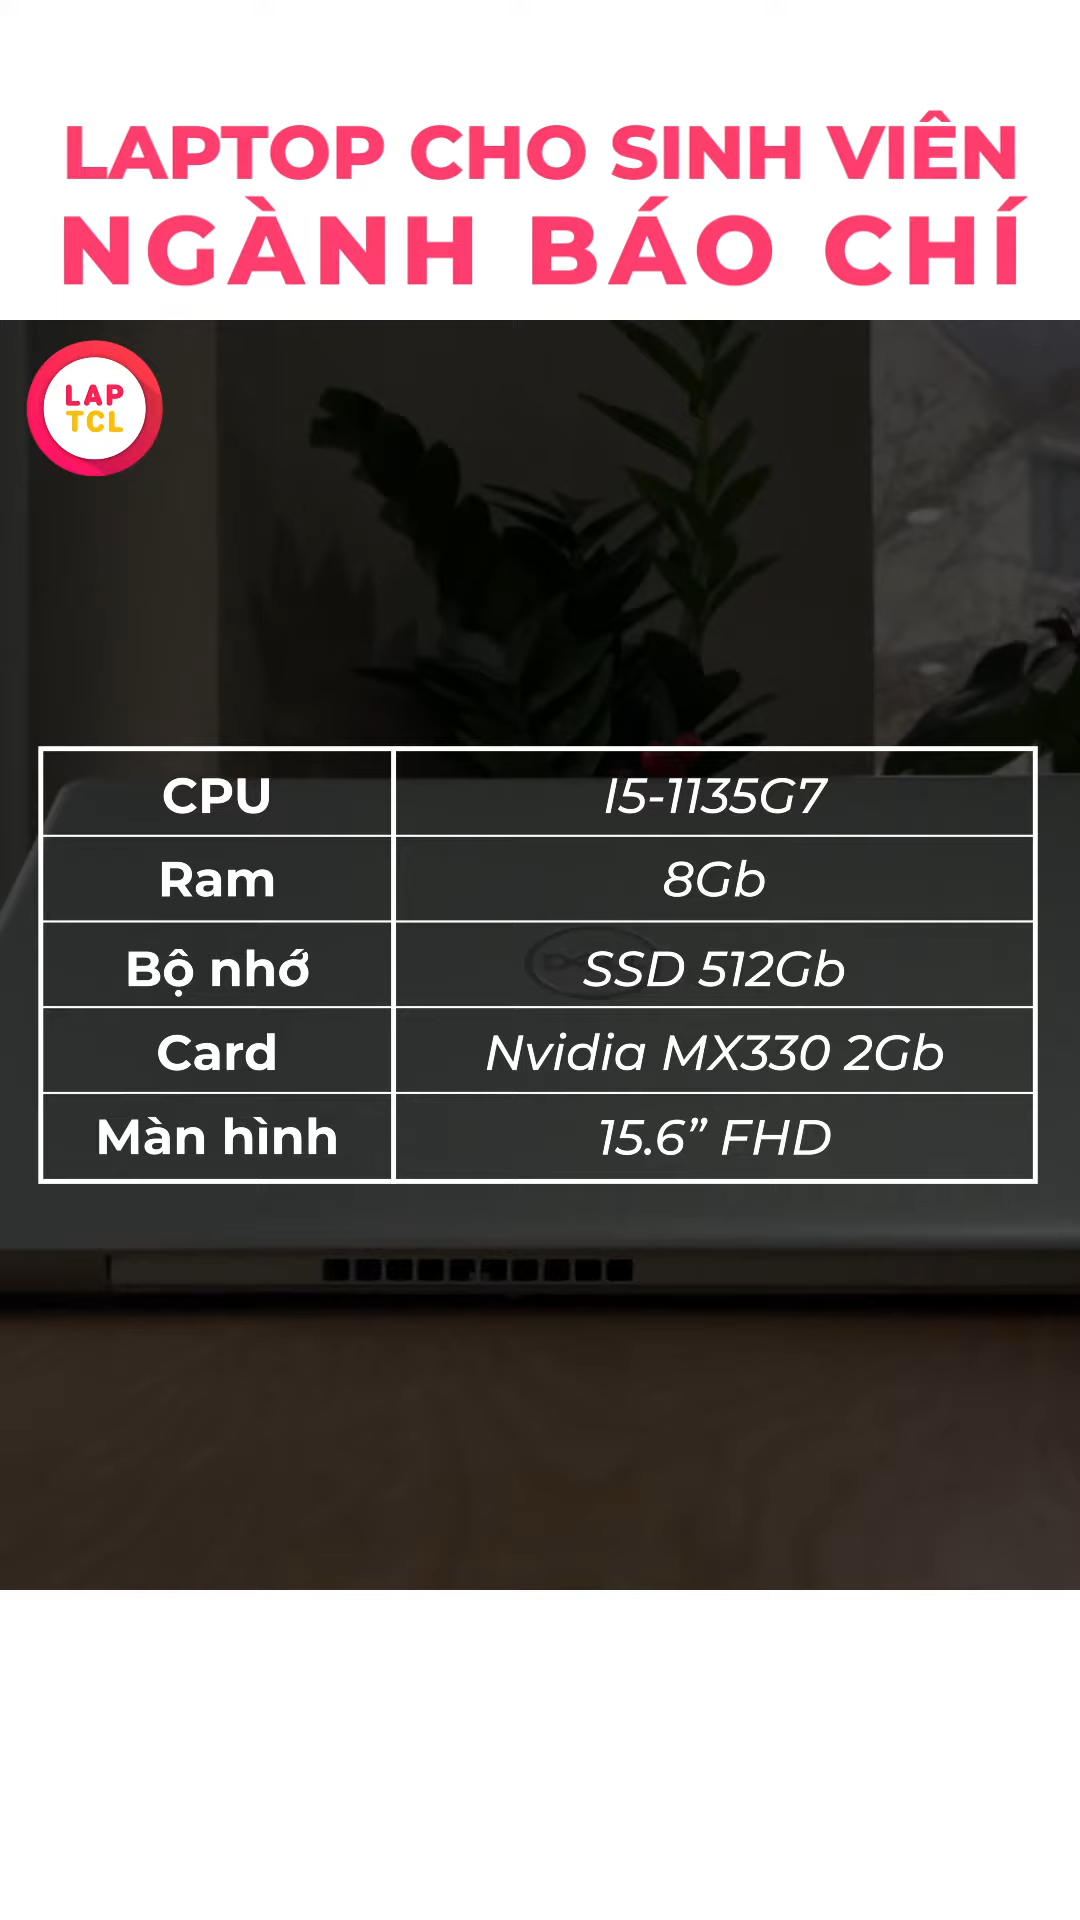 LAPTOP CHO SINH VIÊN
NGÀNH BÁO CHÍ
LAP
TCL
CPU I5-1135G7
Ram 8Gb
Bộ nhớ SSD 512Gb
Card Nvidia MX330 2Gb
Màn hình 15.6” FHD